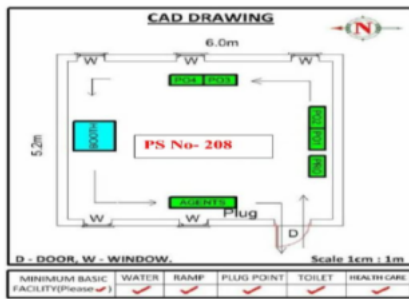 CAD DRAWING
N
6.0m
W W W
PO4 PO3
5.2m
BOOTH
PS No- 208
PO2
PO1
PRO
AGENTS
Plug
W W
D
D - DOOR, W - WINDOW.
Scale 1cm : 1m
MINIMUM BASIC FACILITY(Please ✓) WATER RAMP PLUG POINT TOILET HEALTH CARE